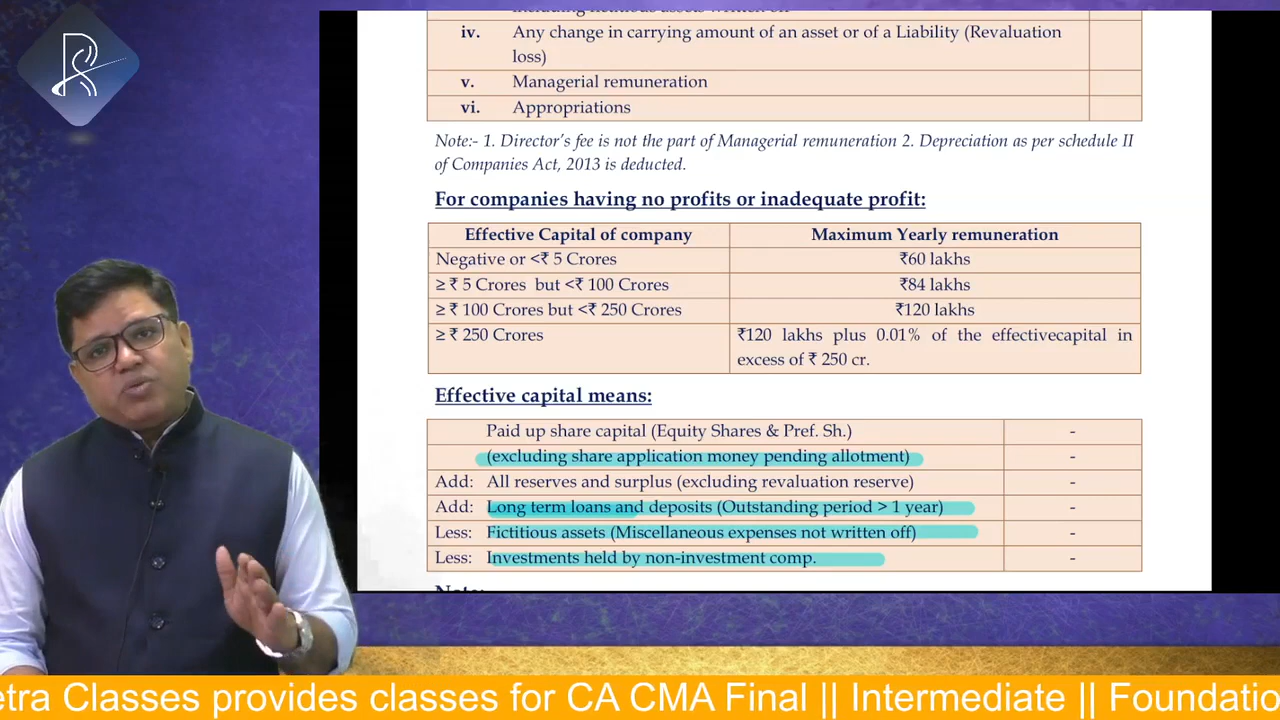 iv. Any change in carrying amount of an asset or of a Liability (Revaluation
loss)
v. Managerial remuneration
vi. Appropriations
Note:- 1. Director's fee is not the part of Managerial remuneration 2. Depreciation as per schedule II
of Companies Act, 2013 is deducted.
For companies having no profits or inadequate profit:
Effective Capital of company Maximum Yearly remuneration
Negative or <₹ 5 Crores ₹60 lakhs
≥ ₹ 5 Crores but <₹ 100 Crores ₹84 lakhs
≥ ₹ 100 Crores but <₹ 250 Crores ₹120 lakhs
≥ ₹ 250 Crores ₹120 lakhs plus 0.01% of the effectivecapital in
excess of ₹ 250 cr.
Effective capital means:
Paid up share capital (Equity Shares & Pref. Sh.) -
(excluding share application money pending allotment) -
Add: All reserves and surplus (excluding revaluation reserve) -
Add: Long term loans and deposits (Outstanding period > 1 year) -
Less: Fictitious assets (Miscellaneous expenses not written off) -
Less: Investments held by non-investment comp. -
etra Classes provides classes for CA CMA Final || Intermediate || Foundatio